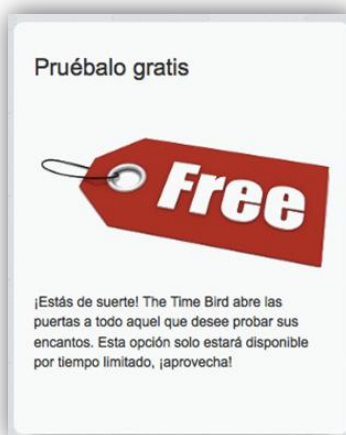 Pruébalo gratis
Free
¡Estás de suerte! The Time Bird abre las
puertas a todo aquel que desee probar sus
encantos. Esta opción solo estará disponible
por tiempo limitado, ¡aprovecha!